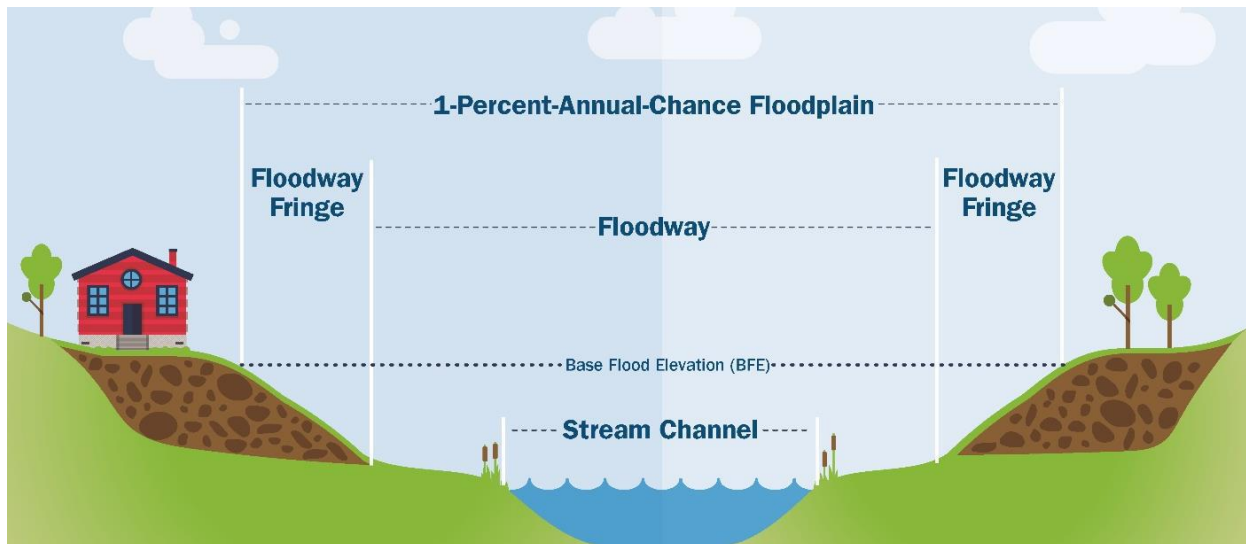 1-Percent-Annual-Chance Floodplain
Floodway
Fringe
Floodway
Fringe
Floodway
Base Flood Elevation (BFE)
Stream Channel